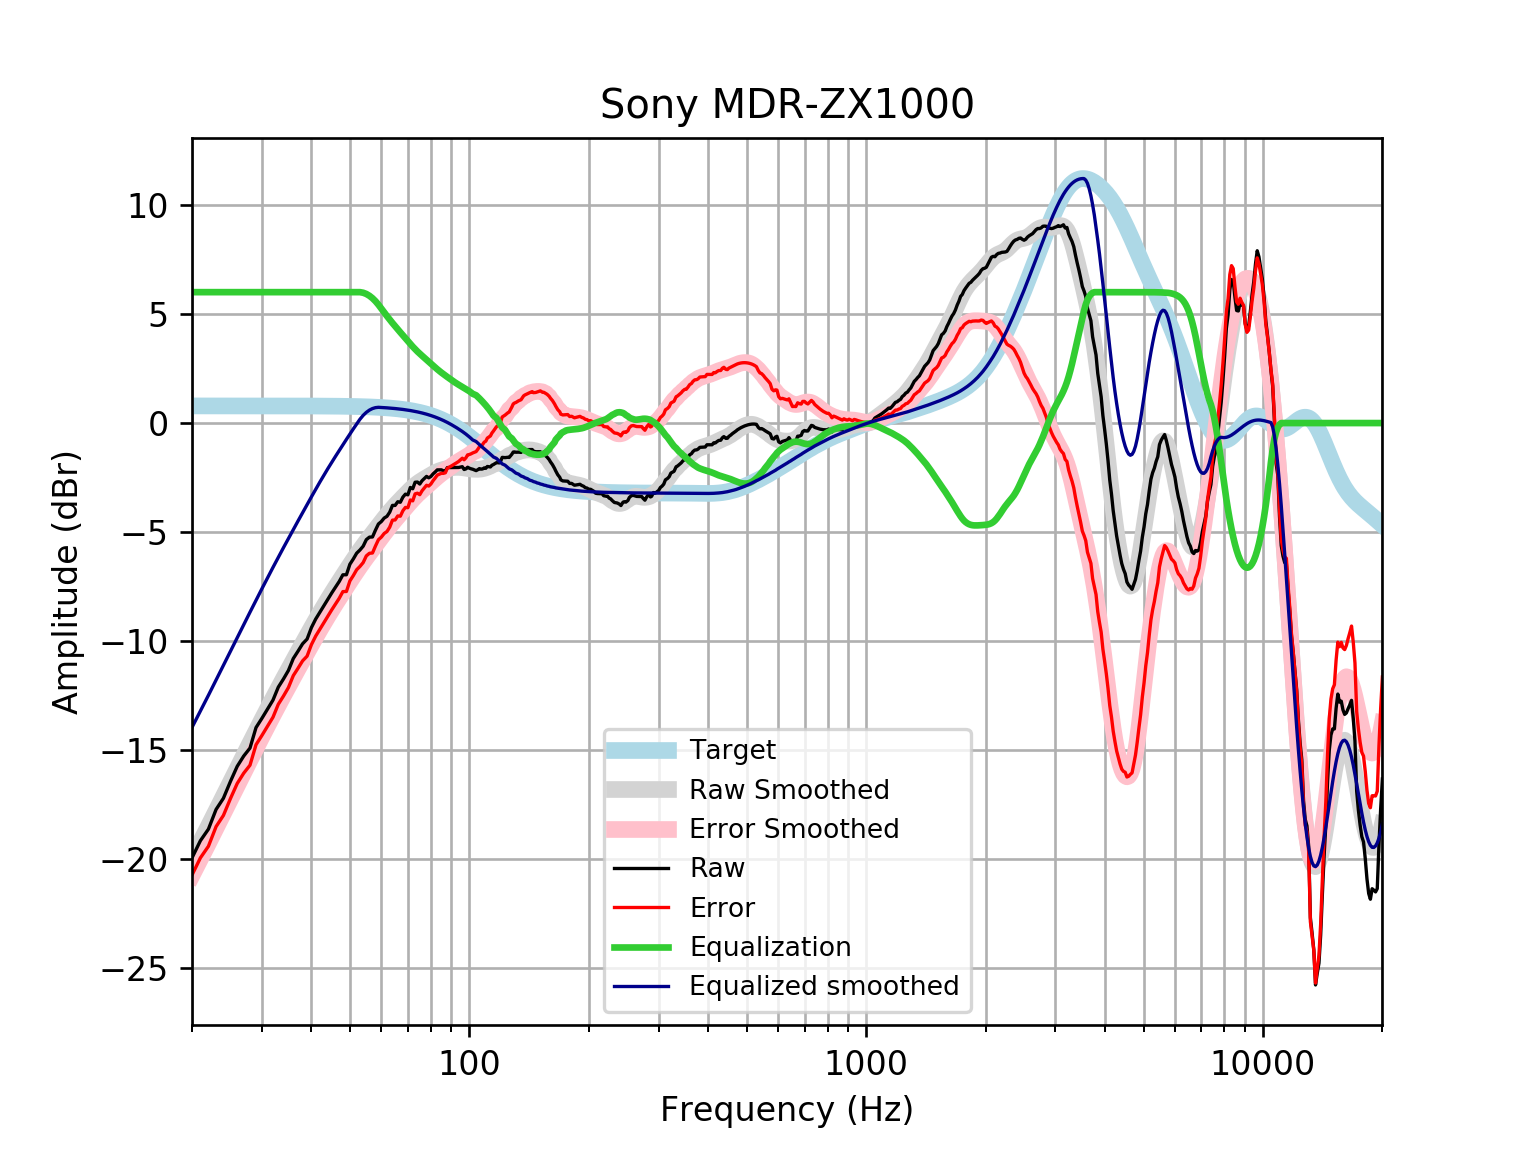 Sony MDR-ZX1000
10
5
0
−5
−10
−15
−20
−25
Amplitude (dBr)
Target
Raw Smoothed
Error Smoothed
Raw
Error
Equalization
Equalized smoothed
100
1000
10000
Frequency (Hz)